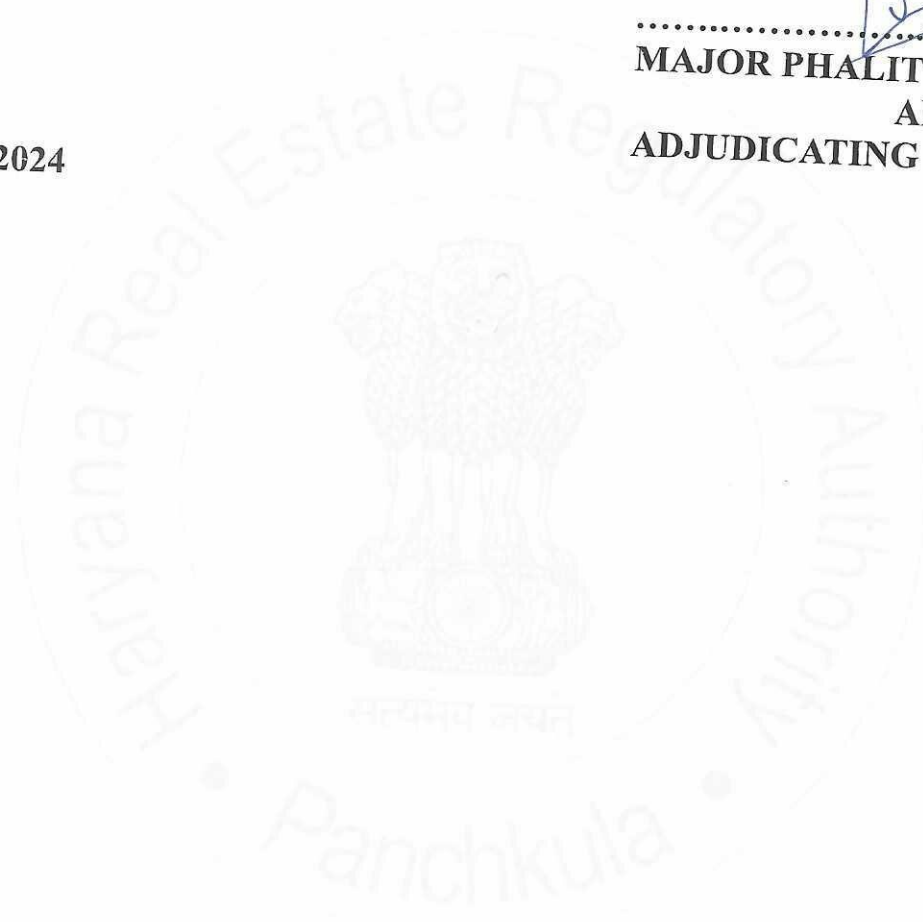 MAJOR PHALIT
2024
ADJUDICATING
Haryana Real Estate Regulatory Authority
सत्यमेव जयते
Panchkula